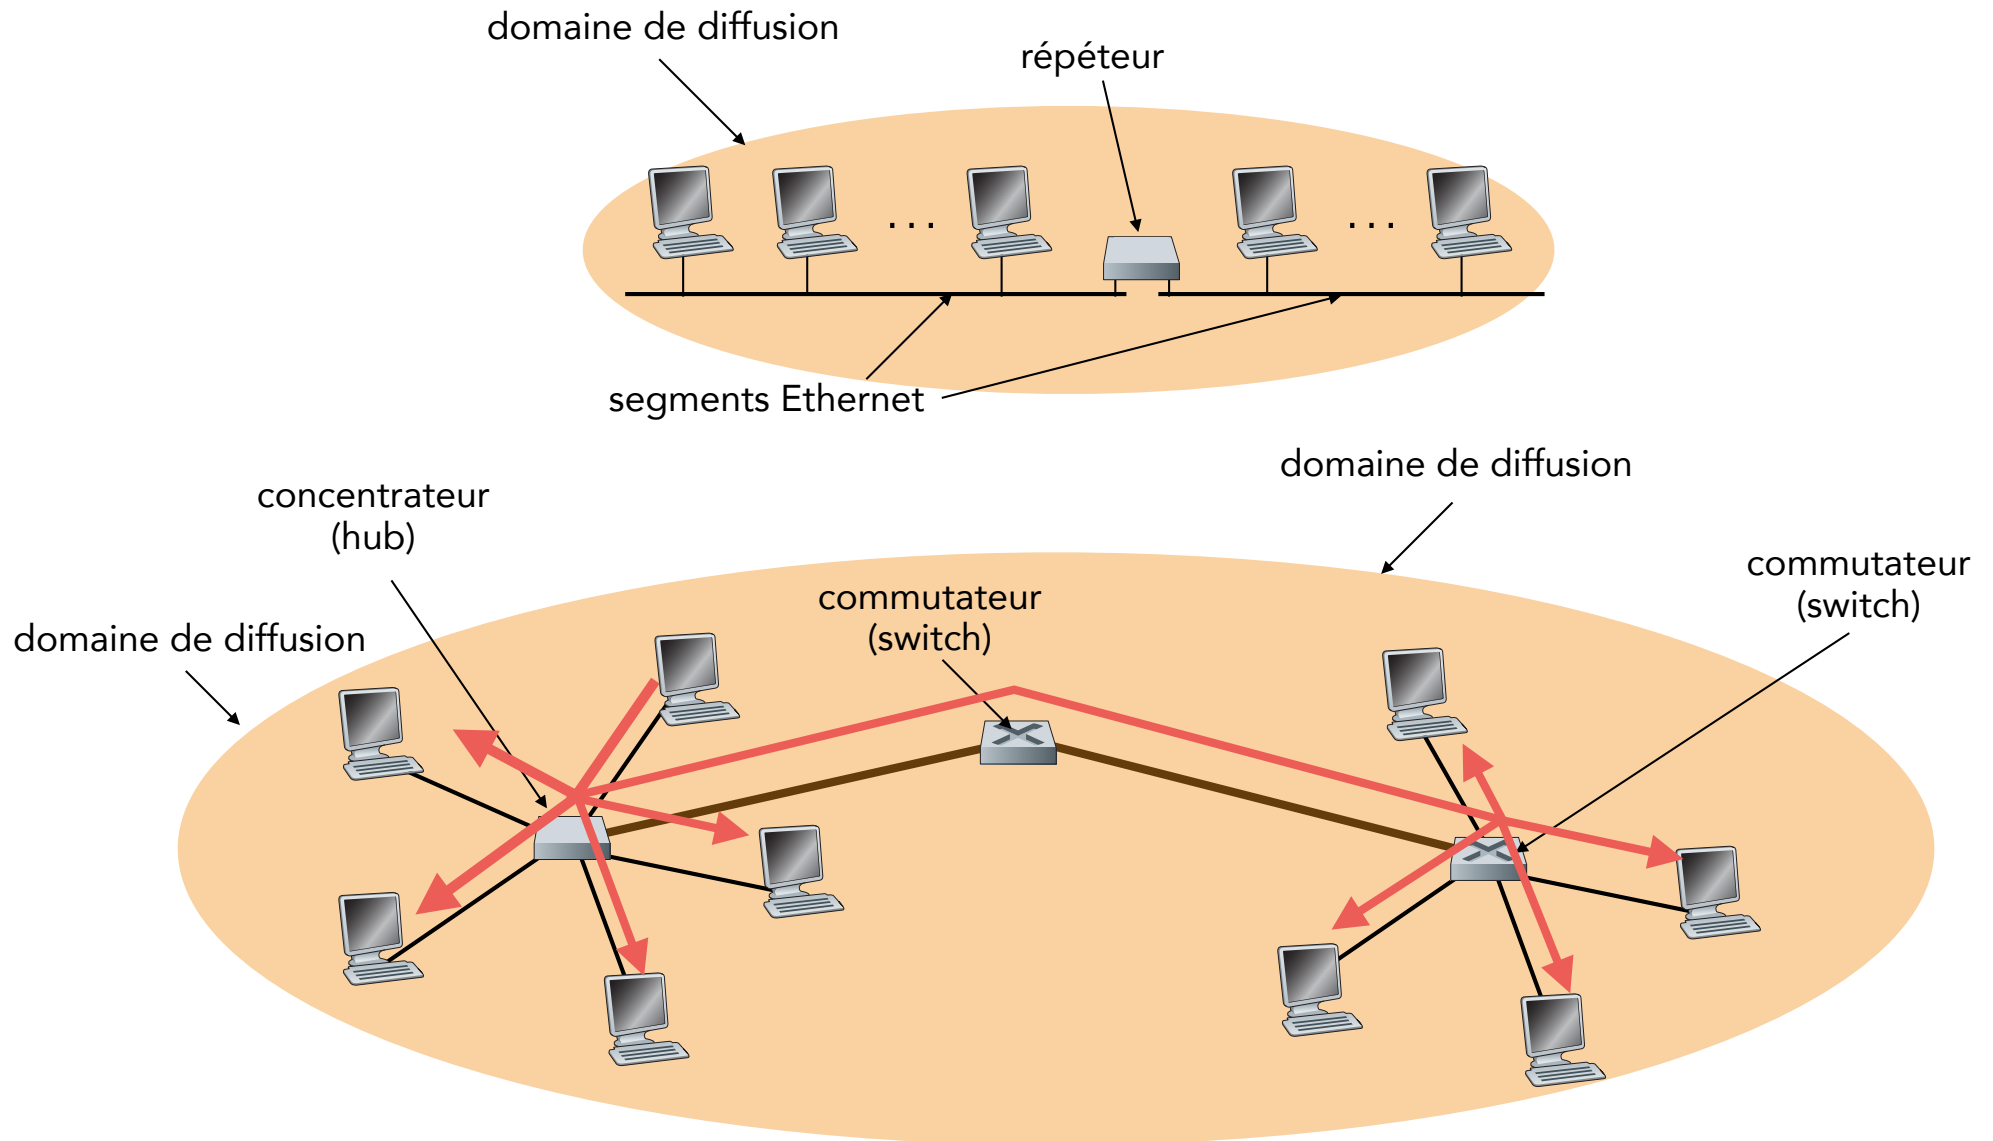 domaine de diffusion
répéteur
. . .
. . .
segments Ethernet
domaine de diffusion
concentrateur
(hub)
commutateur
(switch)
commutateur
(switch)
domaine de diffusion